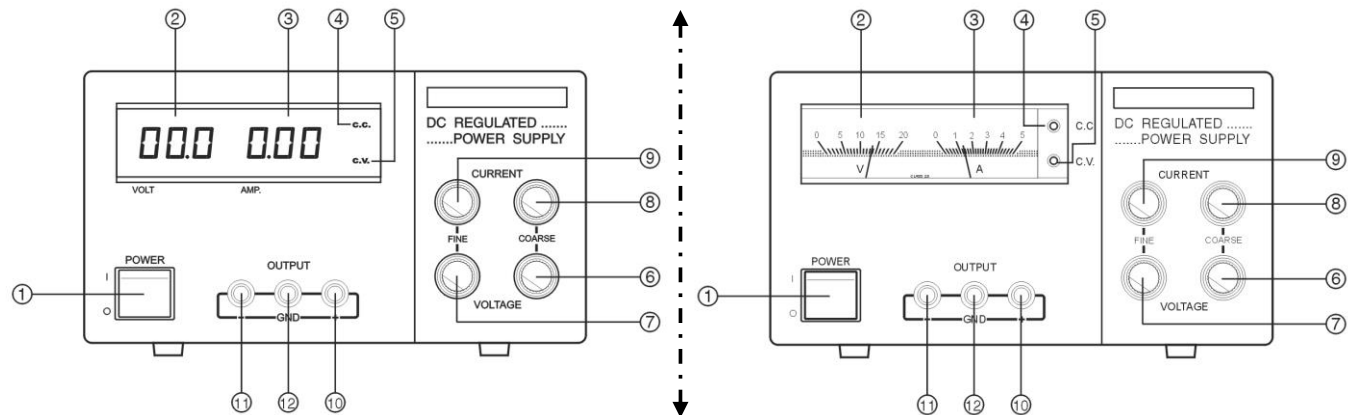 ② ③ ④ ⑤
00.0 0.00
c.c.
c.v.
VOLT AMP.
DC REGULATED .......
.......POWER SUPPLY
CURRENT
⑨
⑧
FINE COARSE
⑥
⑦
VOLTAGE
POWER
I
O
①
OUTPUT
GND
⑪ ⑫ ⑩
② ③ ④ ⑤
0 5 10 15 20
0 1 2 3 4 5
V A
C.C.
C.V.
DC REGULATED .......
.......POWER SUPPLY
CURRENT
⑨
⑧
FINE COARSE
⑥
⑦
VOLTAGE
POWER
I
O
①
OUTPUT
GND
⑪ ⑫ ⑩